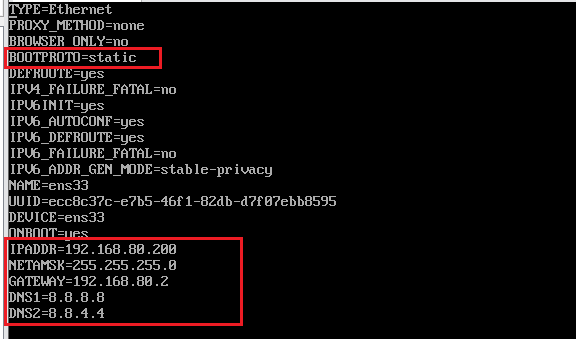 TYPE=Ethernet
PROXY_METHOD=none
BROWSER_ONLY=no
BOOTPROTO=static
DEFROUTE=yes
IPV4_FAILURE_FATAL=no
IPV6INIT=yes
IPV6_AUTOCONF=yes
IPV6_DEFROUTE=yes
IPV6_FAILURE_FATAL=no
IPV6_ADDR_GEN_MODE=stable-privacy
NAME=ens33
UUID=ecc8c37c-e7b5-46f1-82db-d7f07ebb8595
DEVICE=ens33
ONBOOT=yes
IPADDR=192.168.80.200
NETAMSK=255.255.255.0
GATEWAY=192.168.80.2
DNS1=8.8.8.8
DNS2=8.8.4.4